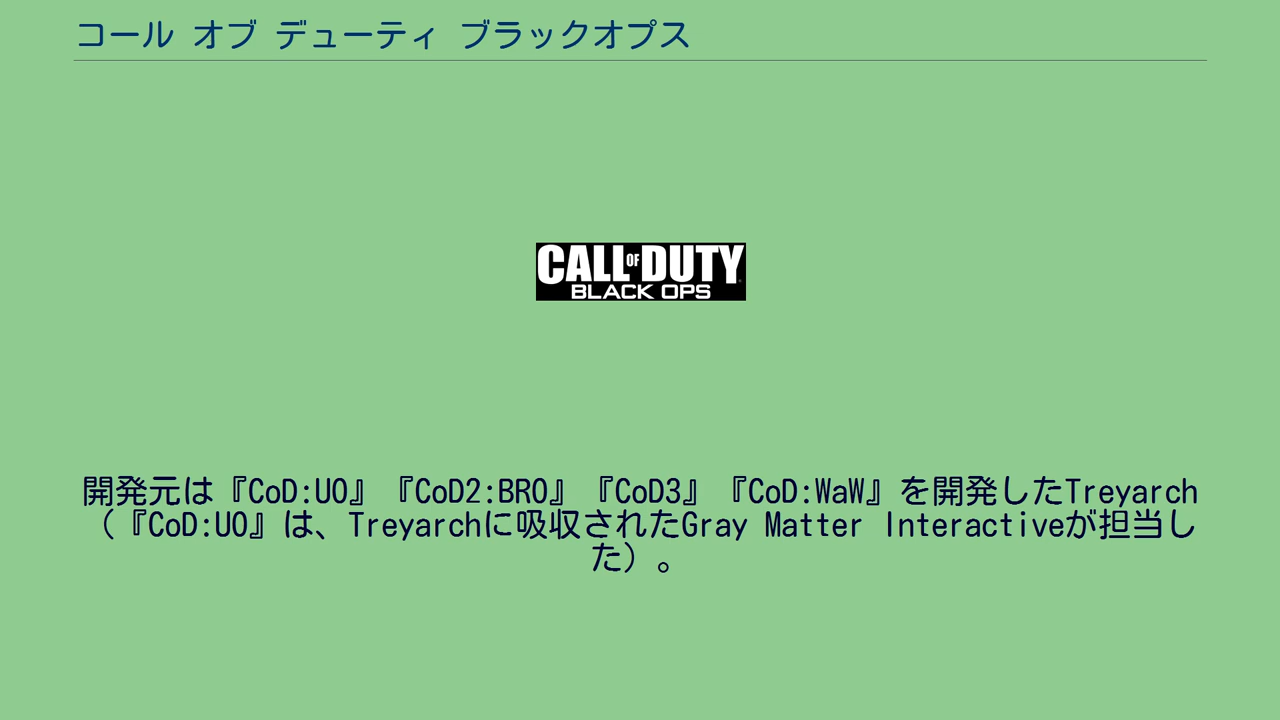 コール オブ デューティ ブラックオプス
CALL OF DUTY
BLACK OPS
開発元は『CoD:UO』『CoD2:BRO』『CoD3』『CoD:WaW』を開発したTreyarch
（『CoD:UO』は、Treyarchに吸収されたGray Matter Interactiveが担当し
た）。